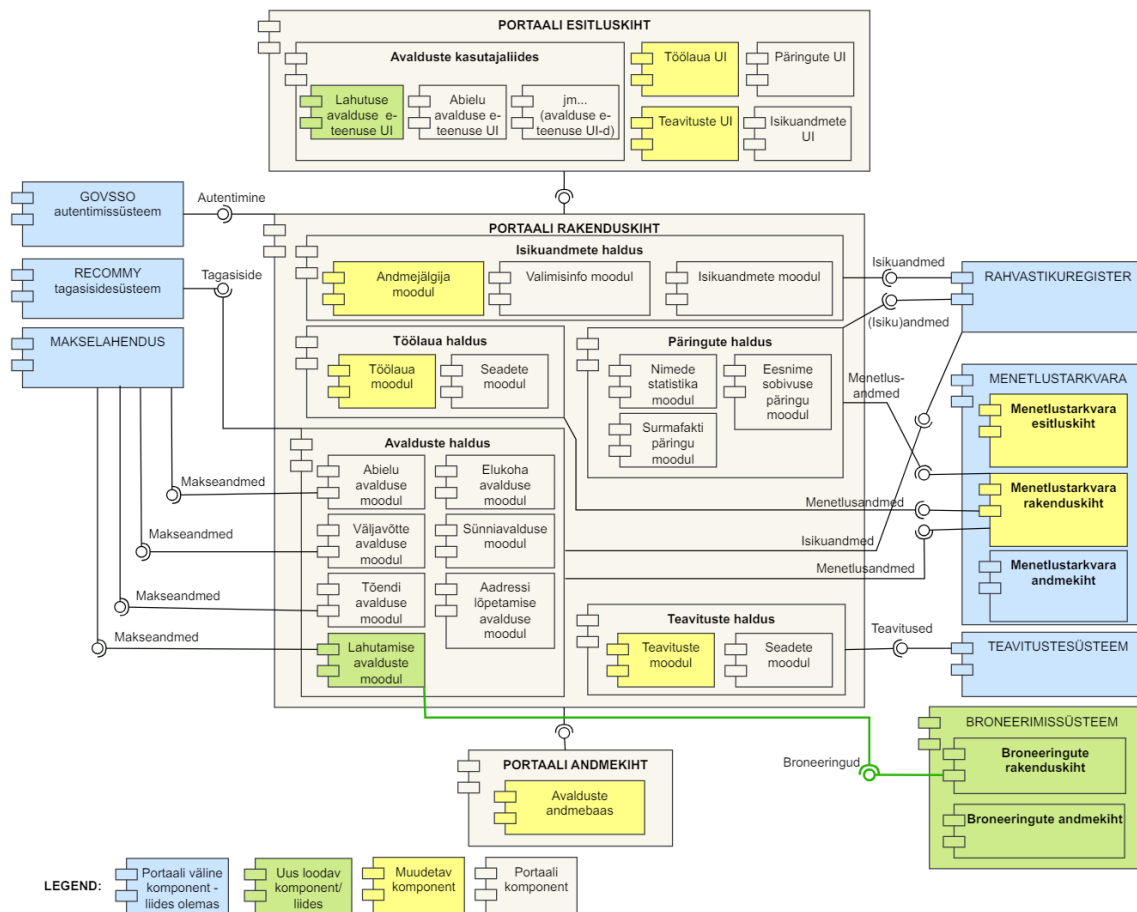 PORTAALI ESITLUSKIHT
Avalduste kasutajaliides
Lahutuse
avalduse e-
teenuse UI
Abielu
avalduse e-
teenuse UI
jm...
(avalduse e-
teenuse UI-d)
Töölaua UI
Päringute UI
Teavituste UI
Isikuandmete
UI
GOVSSO
autentimissüsteem
Autentimine
RECOMMY
tagasisidesüsteem
Tagasiside
MAKSELAHENDUS
PORTAALI RAKENDUSKIHT
Isikuandmete haldus
Andmejälgija
moodul
Valimisinfo moodul
Isikuandmete moodul
Töölaua haldus
Töölaua
moodul
Seadete
moodul
Päringute haldus
Nimede
statistika
moodul
Eesnime
sobivuse
päringu
moodul
Surmafakti
päringu
moodul
Avalduste haldus
Abielu
avalduse
moodul
Elukoha
avalduse
moodul
Väljavõtte
avalduse
moodul
Sünniavalduse
moodul
Tõendi
avalduse
moodul
Aadressi
lõpetamise
avalduse
moodul
Lahutamise
avalduste
moodul
Teavituste haldus
Teavituste
moodul
Seadete
moodul
Makseandmed
Makseandmed
Makseandmed
Makseandmed
Isikuandmed
(Isiku)andmed
Menetlus-
andmed
Menetlusandmed
Isikuandmed
Menetlusandmed
Teavitused
Broneeringud
RAHVASTIKUREGISTER
MENETLUSTARKVARA
Menetlustarkvara
esitluskiht
Menetlustarkvara
rakenduskiht
Menetlustarkvara
andmekiht
TEAVITUSTESÜSTEEM
BRONEERIMISSÜSTEEM
Broneeringute
rakenduskiht
Broneeringute andmekiht
PORTAALI ANDMEKIHT
Avalduste
andmebaas
LEGEND:
Portaali väline
komponent -
liides olemas
Uus loodav
komponent/
liides
Muudetav
komponent
Portaali
komponent